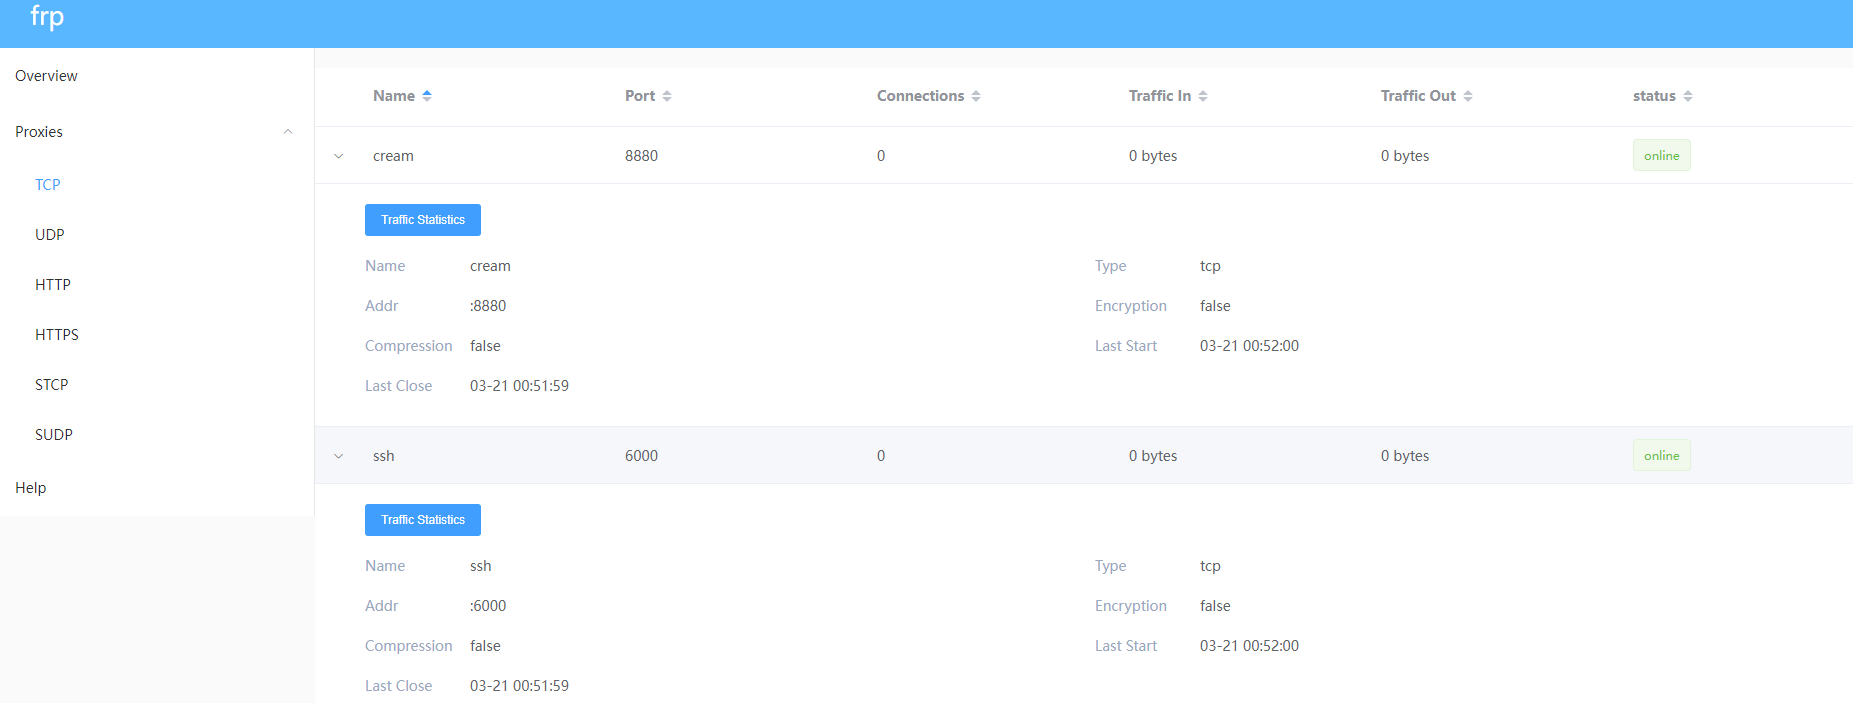 frp
Overview
Proxies
TCP
UDP
HTTP
HTTPS
STCP
SUDP
Help
Name Port Connections Traffic In Traffic Out status
cream 8880 0 0 bytes 0 bytes online
Traffic Statistics
Name cream Type tcp
Addr :8880 Encryption false
Compression false Last Start 03-21 00:52:00
Last Close 03-21 00:51:59
ssh 6000 0 0 bytes 0 bytes online
Traffic Statistics
Name ssh Type tcp
Addr :6000 Encryption false
Compression false Last Start 03-21 00:52:00
Last Close 03-21 00:51:59